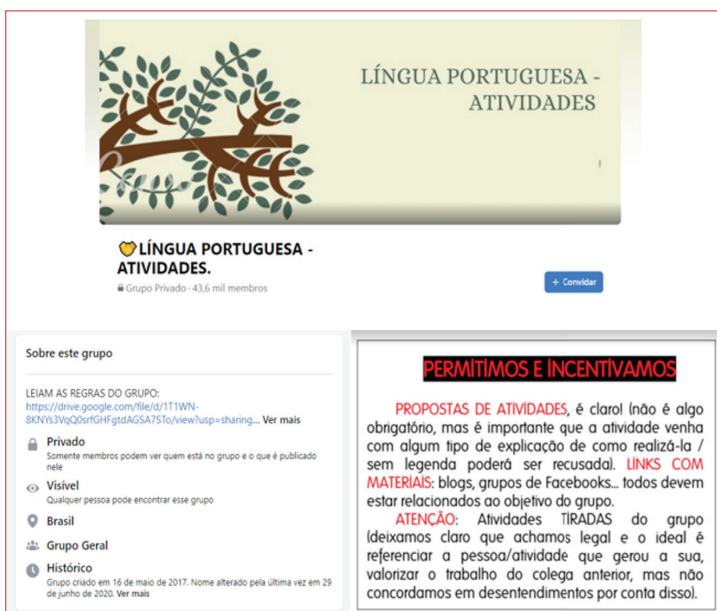 LÍNGUA PORTUGUESA -
ATIVIDADES
LÍNGUA PORTUGUESA -
ATIVIDADES.
Grupo Privado · 43,6 mil membros
+ Convidar
Sobre este grupo
LEIAM AS REGRAS DO GRUPO:
https://drive.google.com/file/d/1T1WN-
8KNYs3VqQ0srfGHFgtdAGSA7STo/view?usp=sharing... Ver mais
Privado
Somente membros podem ver quem está no grupo e o que é publicado
nele
Visível
Qualquer pessoa pode encontrar esse grupo
Brasil
Grupo Geral
Histórico
Grupo criado em 16 de maio de 2017. Nome alterado pela última vez em 29
de junho de 2020. Ver mais
PERMITIMOS E INCENTIVAMOS
PROPOSTAS DE ATIVIDADES, é claro! (não é algo
obrigatório, mas é importante que a atividade venha
com algum tipo de explicação de como realizá-la /
sem legenda poderá ser recusada). LINKS COM
MATERIAIS: blogs, grupos de Facebooks... todos devem
estar relacionados ao objetivo do grupo.
ATENÇÃO: Atividades TIRADAS do grupo
(deixamos claro que achamos legal e o ideal é
referenciar a pessoa/atividade que gerou a sua,
valorizar o trabalho do colega anterior, mas não
concordamos em desentendimentos por conta disso).